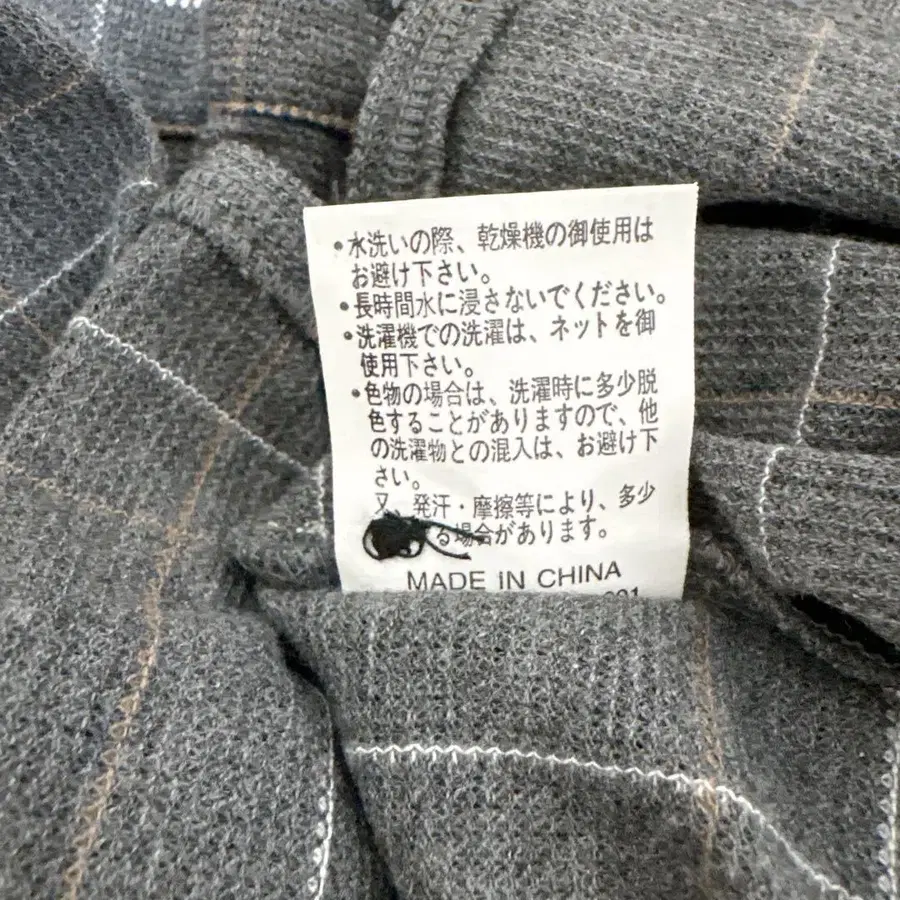 ・水洗いの際、乾燥機の御使用は
お避け下さい。
・長時間水に浸さないでください。
・洗濯機での洗濯は、ネットを御
使用下さい。
・色物の場合は、洗濯時に多少脱
色することがありますので、他
の洗濯物との混入は、お避け下
さい。
又、発汗・摩擦等により、多少
る場合があります。
MADE IN CHINA